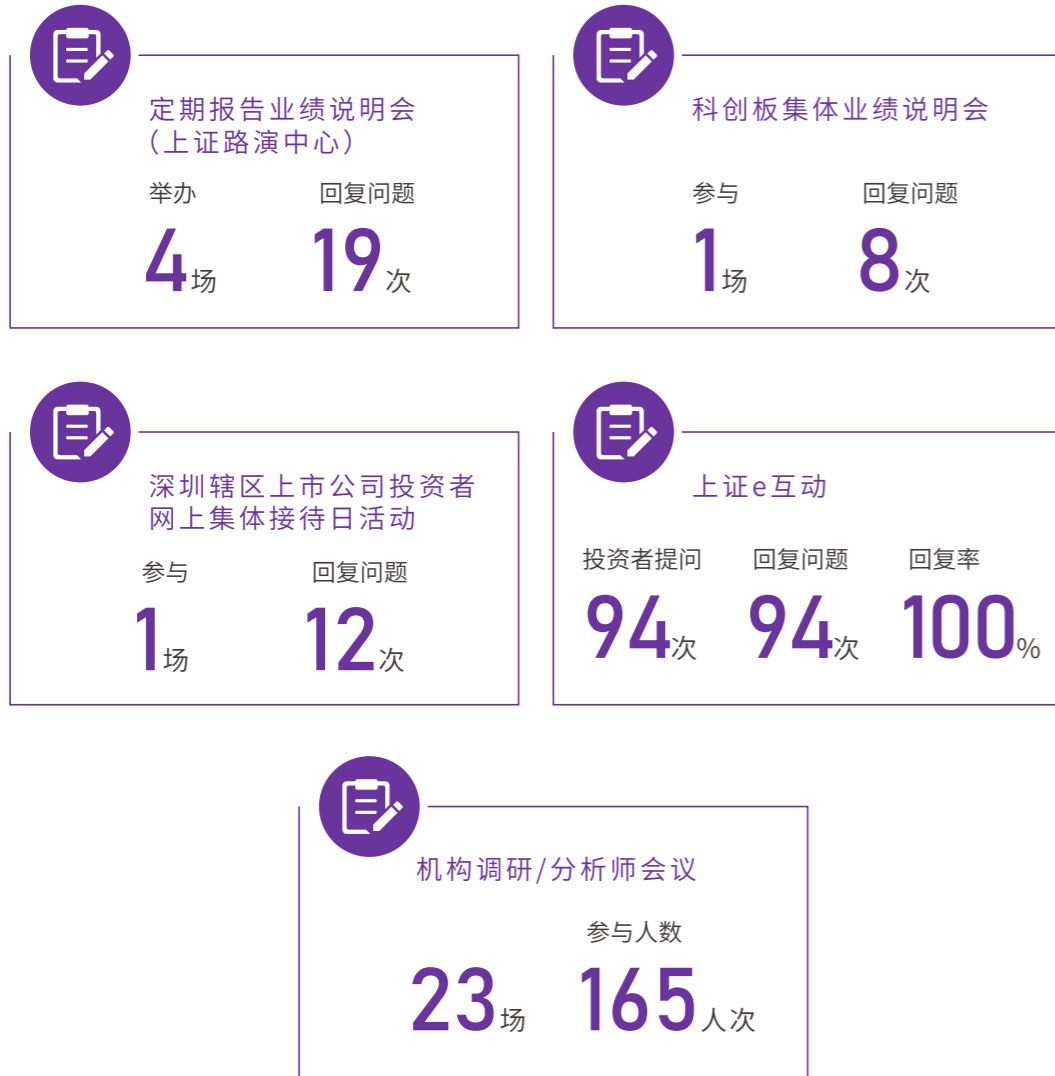 定期报告业绩说明会
(上证路演中心)
举办 回复问题
4场 19次
科创板集体业绩说明会
参与 回复问题
1场 8次
深圳辖区上市公司投资者
网上集体接待日活动
参与 回复问题
1场 12次
上证e互动
投资者提问 回复问题 回复率
94次 94次 100%
机构调研/分析师会议
参与人数
23场 165人次